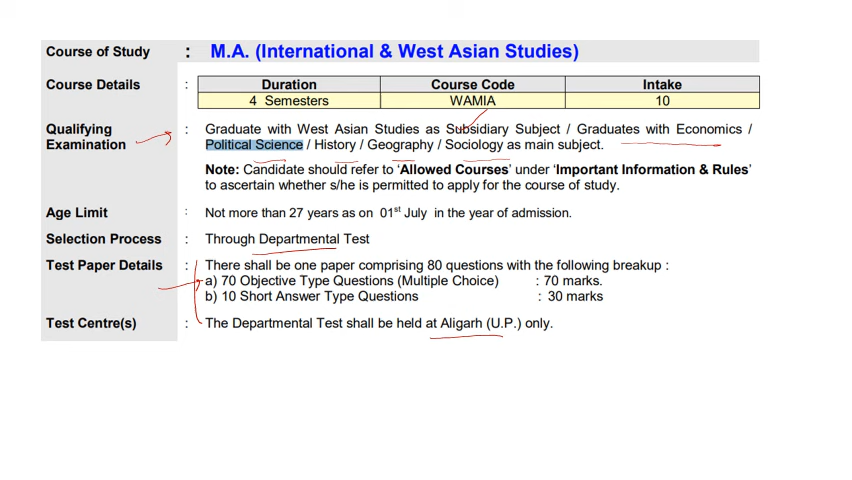 Course of Study : M.A. (International & West Asian Studies)
Course Details : Duration Course Code Intake
4 Semesters WAMIA 10
Qualifying Examination : Graduate with West Asian Studies as Subsidiary Subject / Graduates with Economics /
Political Science / History / Geography / Sociology as main subject.
Note: Candidate should refer to ‘Allowed Courses’ under ‘Important Information & Rules’
to ascertain whether s/he is permitted to apply for the course of study.
Age Limit : Not more than 27 years as on 01st July in the year of admission.
Selection Process : Through Departmental Test
Test Paper Details : There shall be one paper comprising 80 questions with the following breakup :
a) 70 Objective Type Questions (Multiple Choice) : 70 marks.
b) 10 Short Answer Type Questions : 30 marks
Test Centre(s) : The Departmental Test shall be held at Aligarh (U.P.) only.